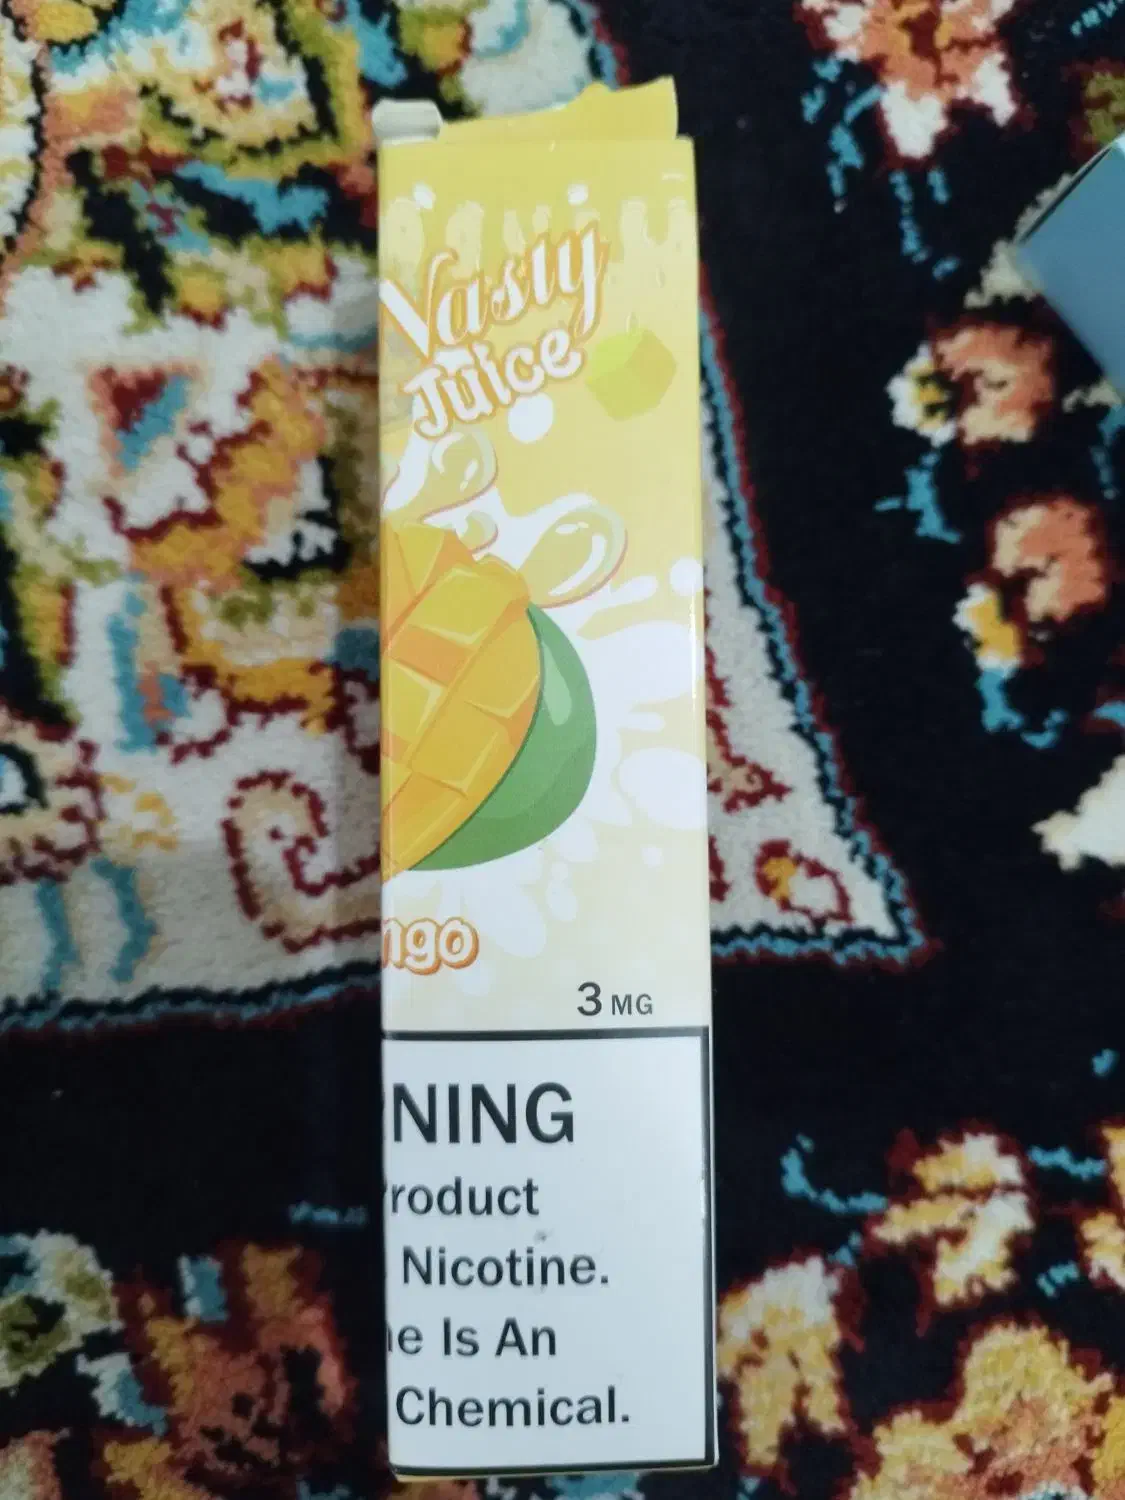 Vasty
Juice
ngo
3 MG
NING
roduct
Nicotine.
e Is An
Chemical.